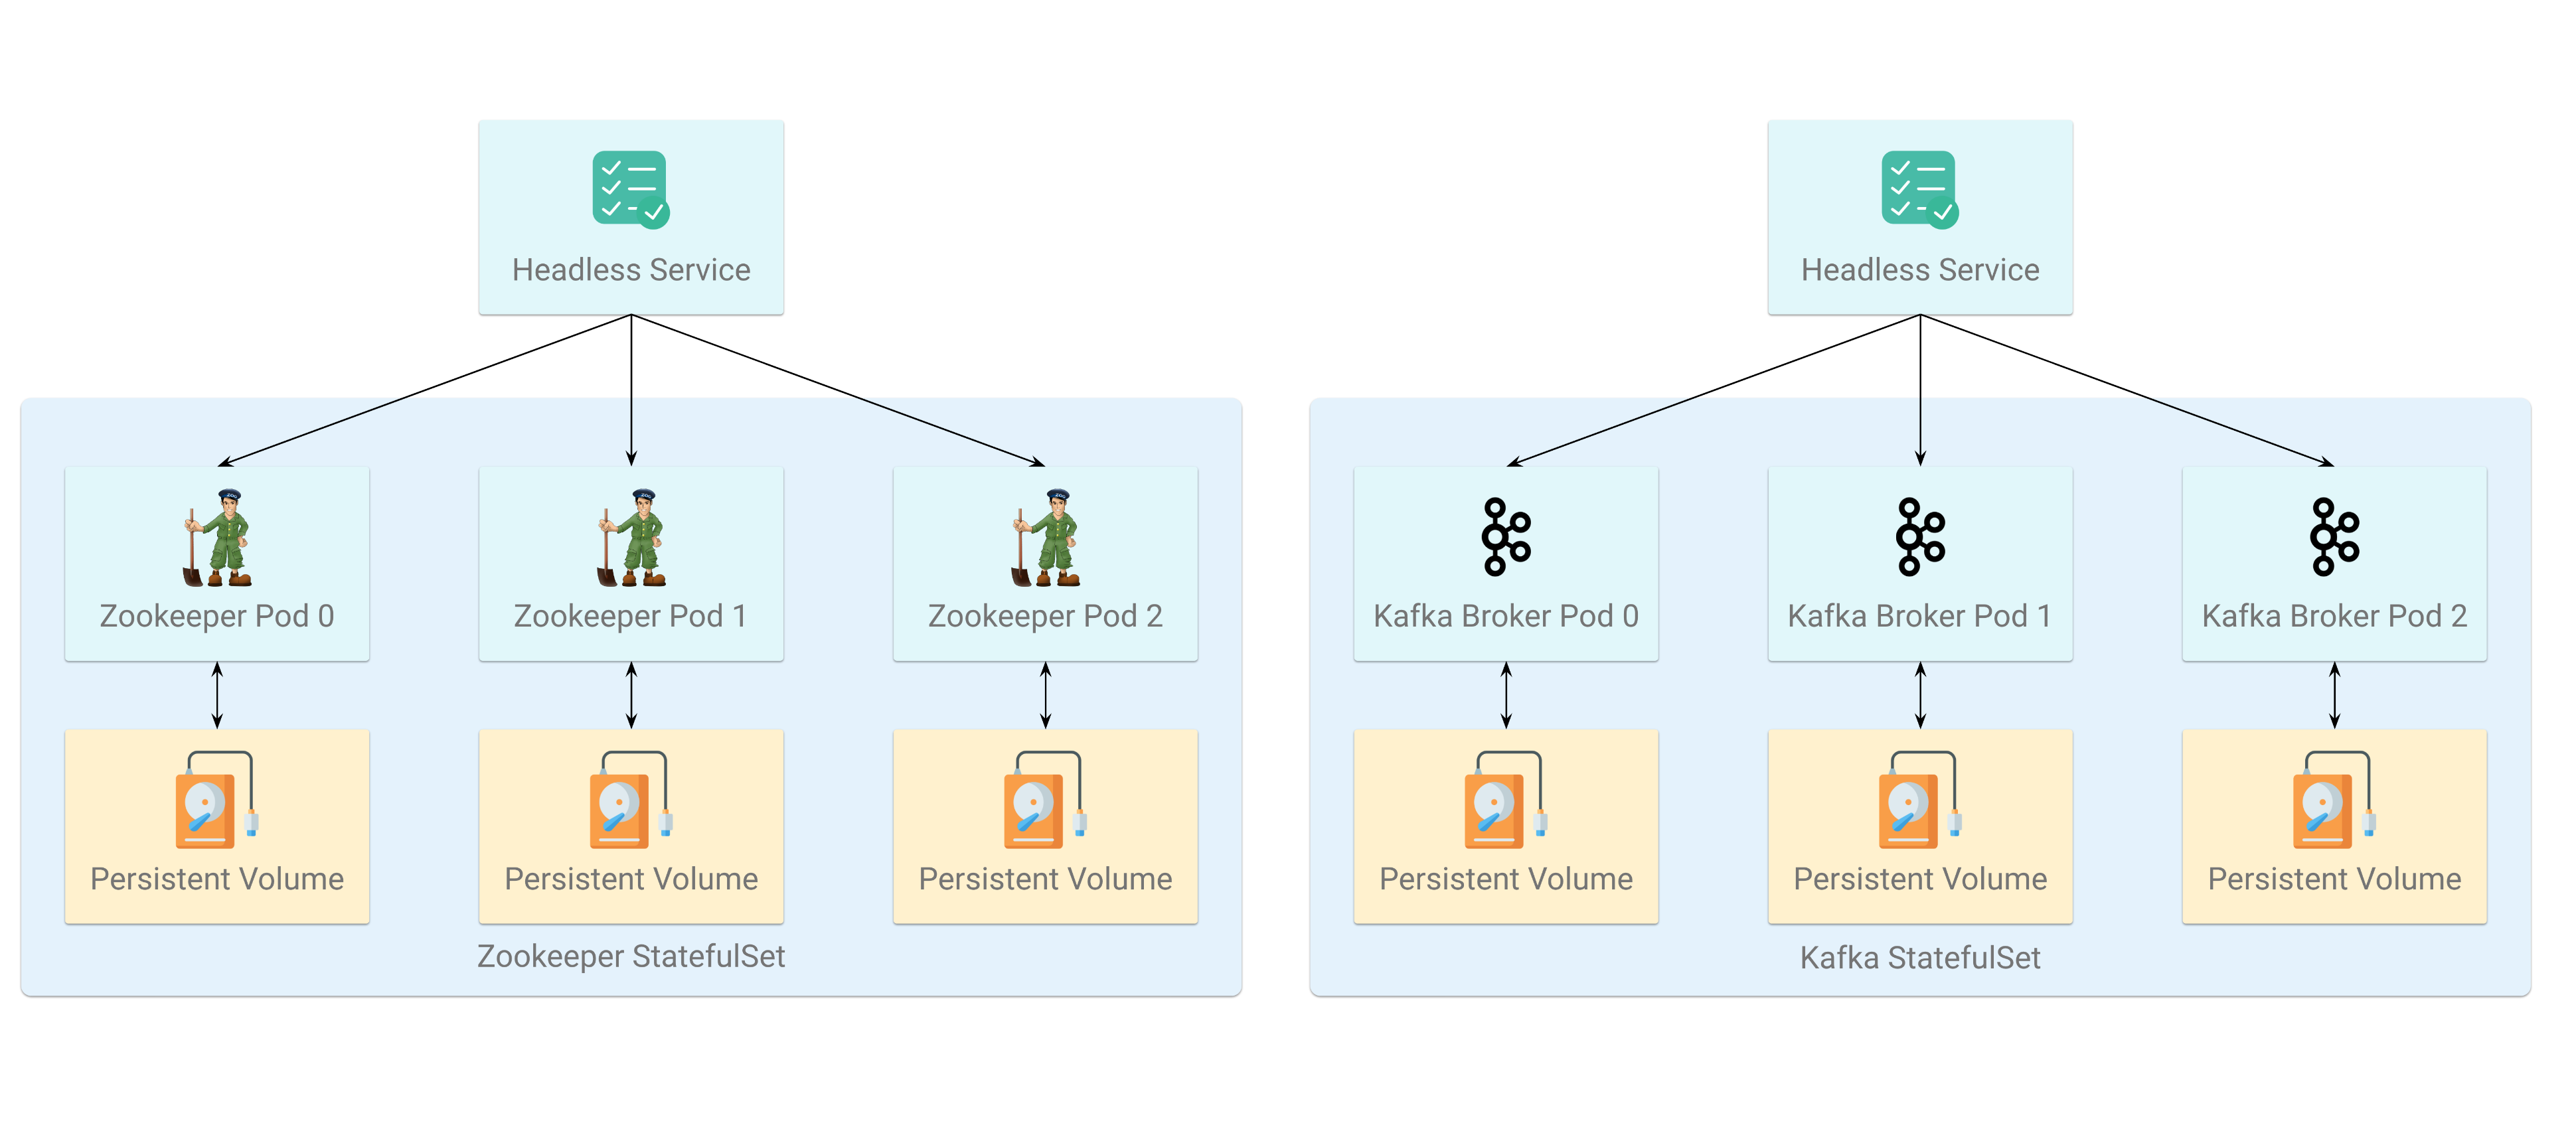 Headless Service
Headless Service
Zookeeper Pod 0
Zookeeper Pod 1
Zookeeper Pod 2
Kafka Broker Pod 0
Kafka Broker Pod 1
Kafka Broker Pod 2
Persistent Volume
Persistent Volume
Persistent Volume
Persistent Volume
Persistent Volume
Persistent Volume
Zookeeper StatefulSet
Kafka StatefulSet